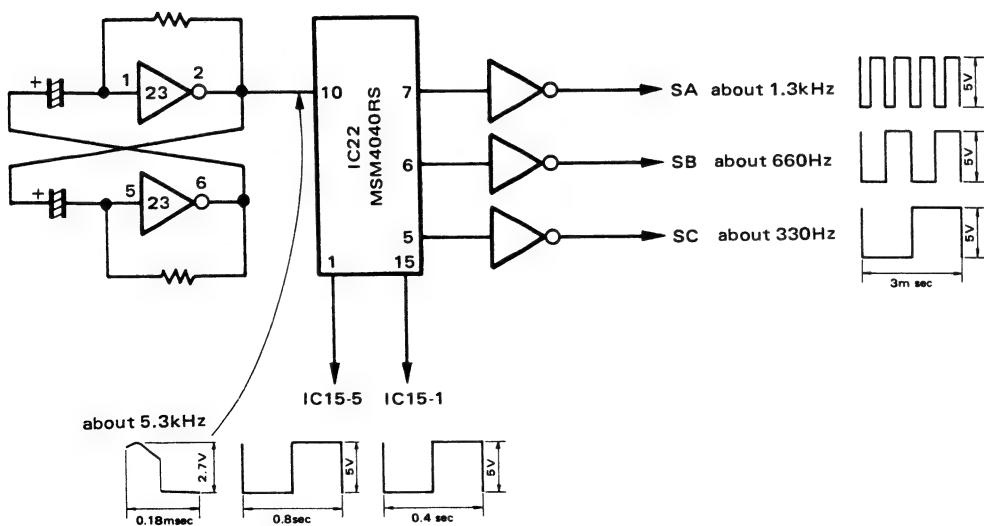 +
1
23
2
+
5
23
6
10
IC22
MSM4040RS
7
6
5
1
15
SA about 1.3kHz
5V
SB about 660Hz
5V
SC about 330Hz
5V
3m sec
IC15-5
IC15-1
about 5.3kHz
2.7V
0.18msec
5V
0.8sec
5V
0.4 sec